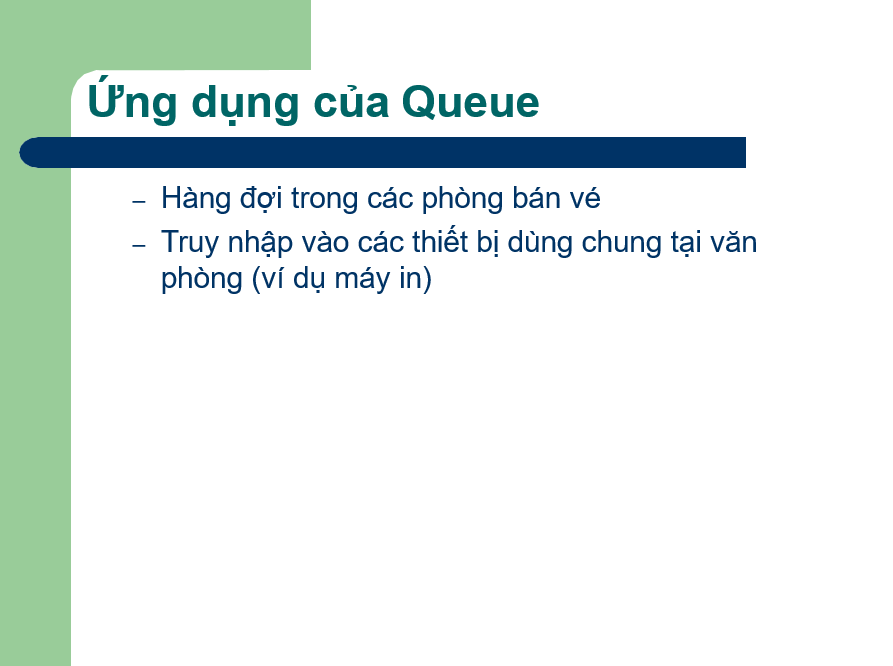 Ứng dụng của Queue
– Hàng đợi trong các phòng bán vé
– Truy nhập vào các thiết bị dùng chung tại văn
phòng (ví dụ máy in)